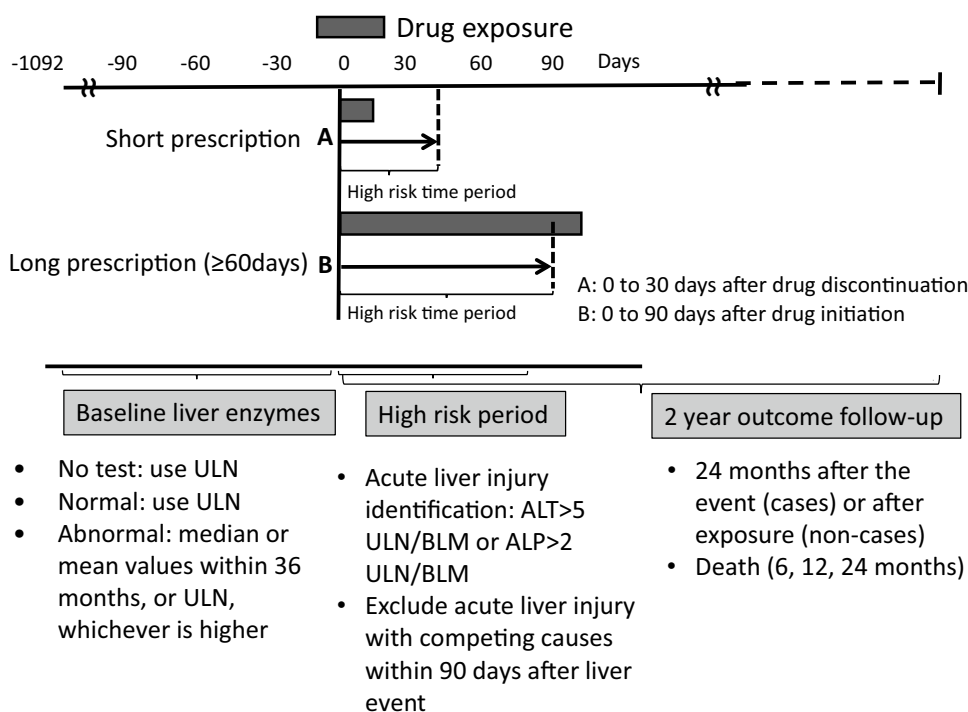 Drug exposure
-1092 -90 -60 -30 0 30 60 90 Days
Short prescription A
High risk time period
Long prescription (≥60days) B
High risk time period
A: 0 to 30 days after drug discontinuation
B: 0 to 90 days after drug initiation
Baseline liver enzymes
• No test: use ULN
• Normal: use ULN
• Abnormal: median or
mean values within 36
months, or ULN,
whichever is higher
High risk period
• Acute liver injury
identification: ALT>5
ULN/BLM or ALP>2
ULN/BLM
• Exclude acute liver injury
with competing causes
within 90 days after liver
event
2 year outcome follow-up
• 24 months after the
event (cases) or after
exposure (non-cases)
• Death (6, 12, 24 months)